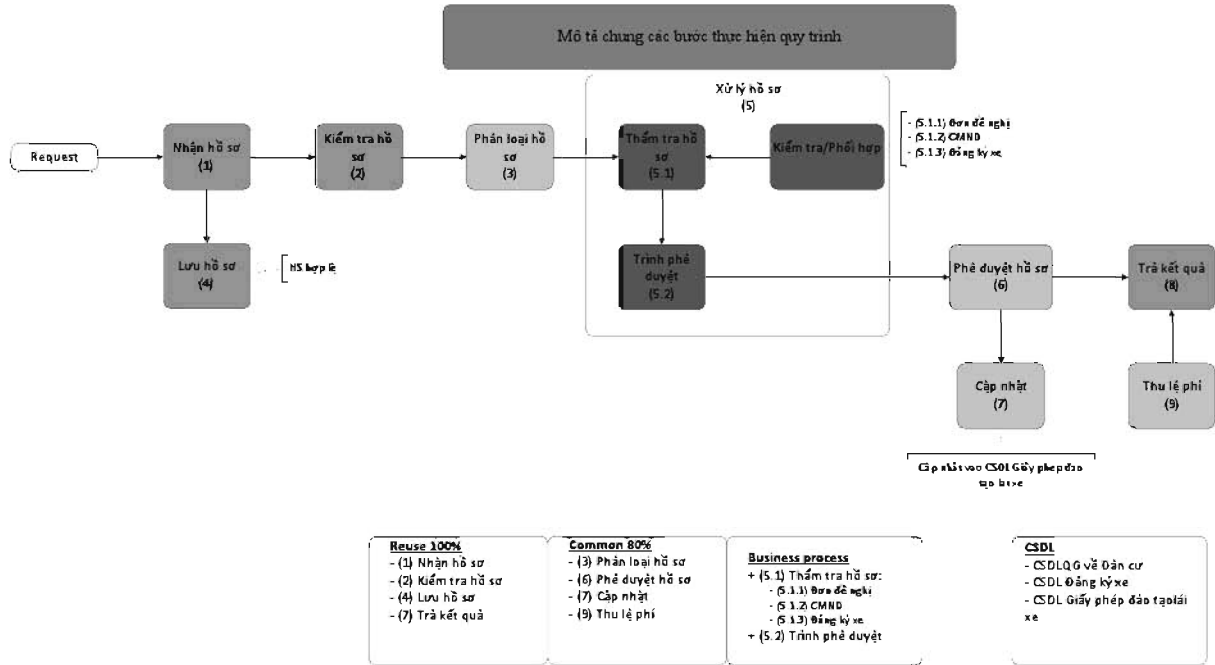 Mô tả chung các bước thực hiện quy trình
Xử lý hồ sơ
(5)
Request
Nhận hồ sơ
(1)
Kiểm tra hồ
sơ
(2)
Phân loại hồ
sơ
(3)
Thẩm tra hồ
sơ
(5.1)
Kiểm tra/Phối hợp
- (5.1.1) Đơn đề nghị
- (5.1.2) CMND
- (5.1.3) Đăng ký xe
Lưu hồ sơ
(4)
HS hợp lệ
Trình phê
duyệt
(5.2)
Phê duyệt hồ sơ
(6)
Trả kết quả
(8)
Cập nhật
(7)
Thu lệ phí
(9)
Cập nhật vào CSDL Giấy phép đào
tạo lái xe
Reuse 100%
- (1) Nhận hồ sơ
- (2) Kiểm tra hồ sơ
- (4) Lưu hồ sơ
- (7) Trả kết quả
Common 80%
- (3) Phân loại hồ sơ
- (6) Phê duyệt hồ sơ
- (7) Cập nhật
- (9) Thu lệ phí
Business process
+ (5.1) Thẩm tra hồ sơ:
- (5.1.1) Đơn đề nghị
- (5.1.2) CMND
- (5.1.3) Đăng ký xe
+ (5.2) Trình phê duyệt
CSDL
- CSDLQG về Dân cư
- CSDL Đăng ký xe
- CSDL Giấy phép đào tạo lái
xe